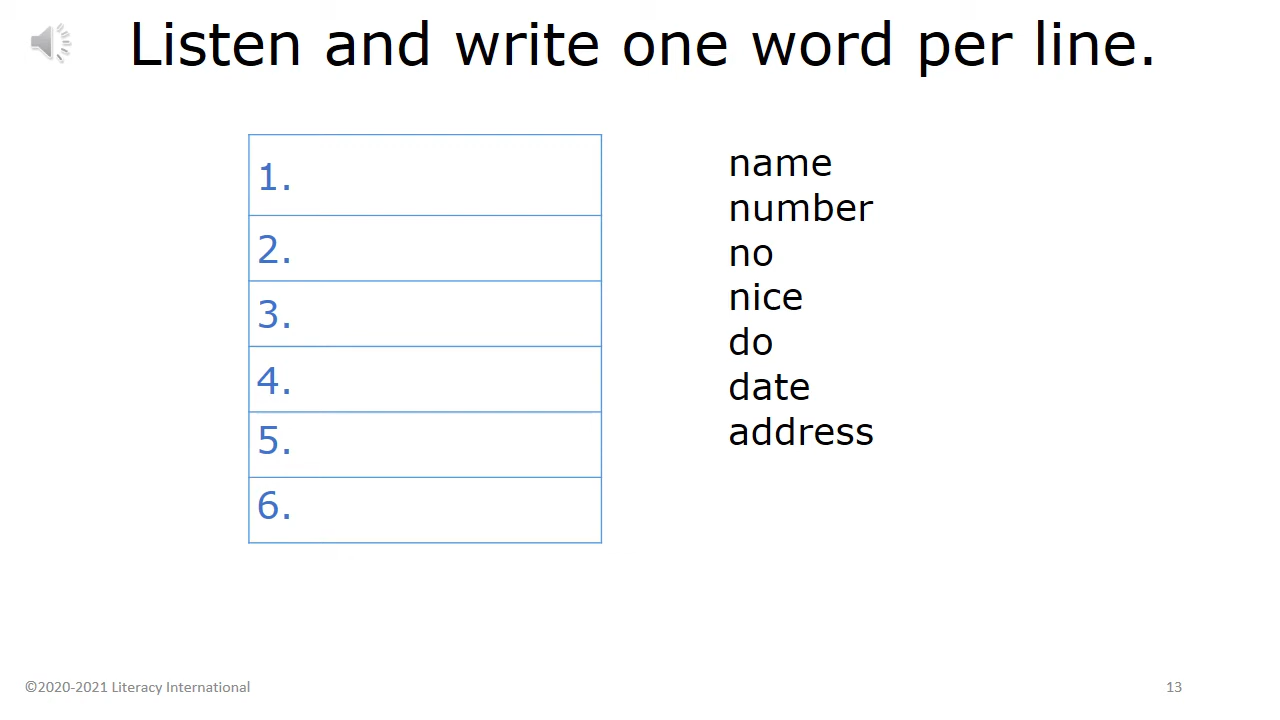 Listen and write one word per line.
1.
2.
3.
4.
5.
6.
name
number
no
nice
do
date
address
©2020-2021 Literacy International
13